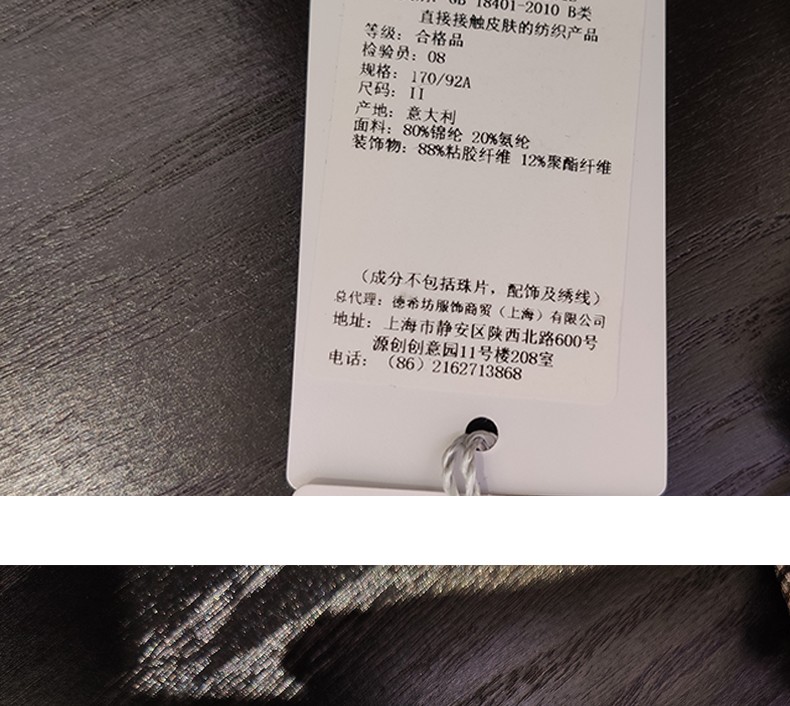 GB 18401-2010 B类
直接接触皮肤的纺织产品
等级：合格品
检验员：08
规格：170/92A
尺码：II
产地：意大利
面料：80%锦纶 20%氨纶
装饰物：88%粘胶纤维 12%聚酯纤维
（成分不包括珠片，配饰及绣线）
总代理：德希坊服饰商贸（上海）有限公司
地址：上海市静安区陕西北路600号
源创创意园11号楼208室
电话：（86）2162713868